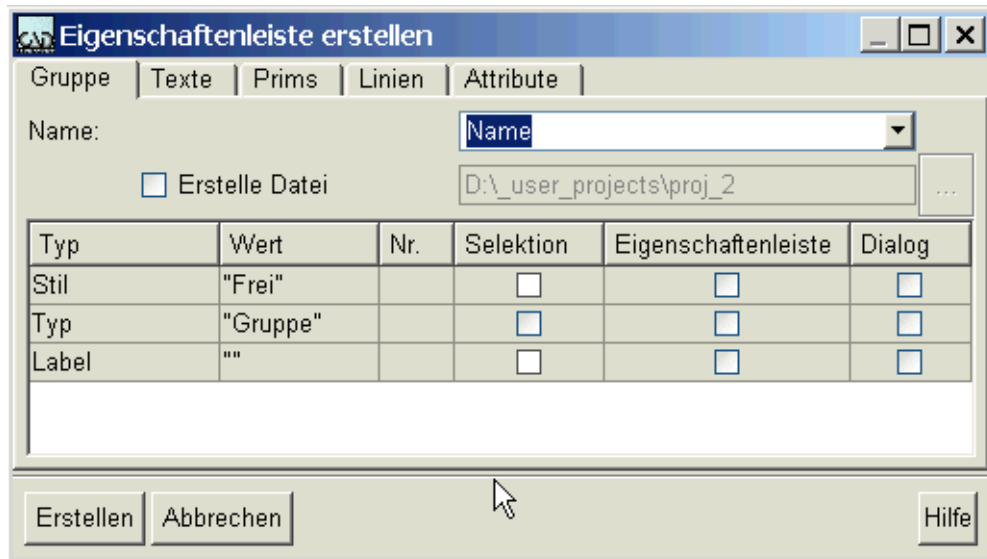 CAD
Eigenschaftenleiste erstellen
Gruppe Texte Prims Linien Attribute
Name: Name
Erstelle Datei D:\_user_projects\proj_2 ...
Typ Wert Nr. Selektion Eigenschaftenleiste Dialog
Stil "Frei"
Typ "Gruppe"
Label ""
Erstellen Abbrechen Hilfe